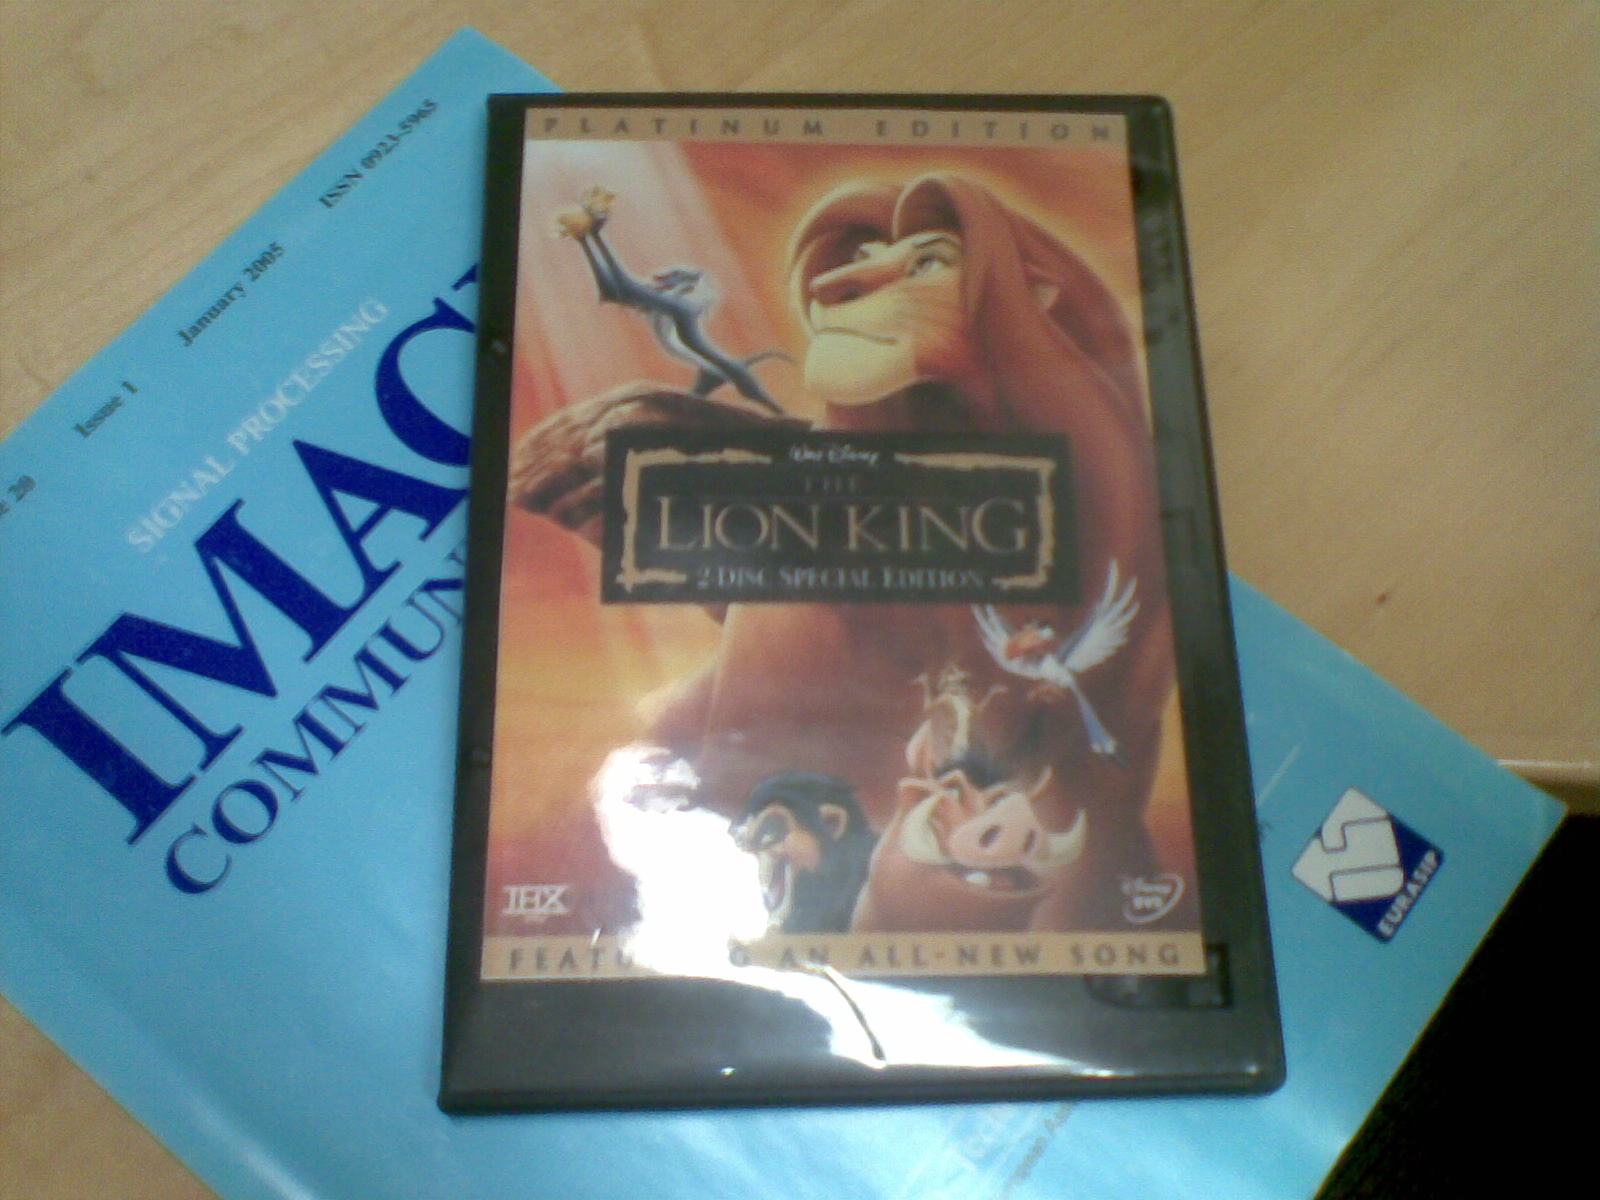 PLATINUM EDITION
WALT DISNEY
THE
LION KING
2-DISC SPECIAL EDITION
THX
Disney
DVD
AN ALL-NEW SONG
20
Issue 1
January 2005
ISSN 0923-5965
SIGNAL PROCESSING
IMAG
COMMUN
EURASIP